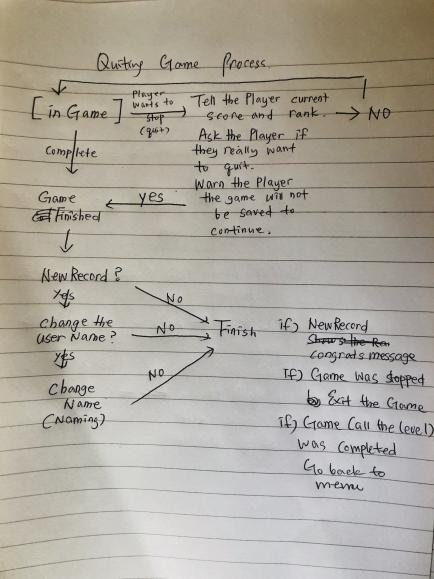 Quiting Game Process.
[in Game]
Player
wants to
stop
(quit)
Tell the Player current
score and rank.
NO
Ask the Player if
they really want
to quit.
Warn the Player
the game will not
be saved to
continue.
Complete
yes
Game
Finished
New Record?
Yes
NO
Change the
user Name?
NO
Finish
yes
NO
Change
Name
(Naming)
if) New Record
congrats message
If) Game was stopped
Exit the Game
if) Game (all the level)
was completed
Go back to
menu